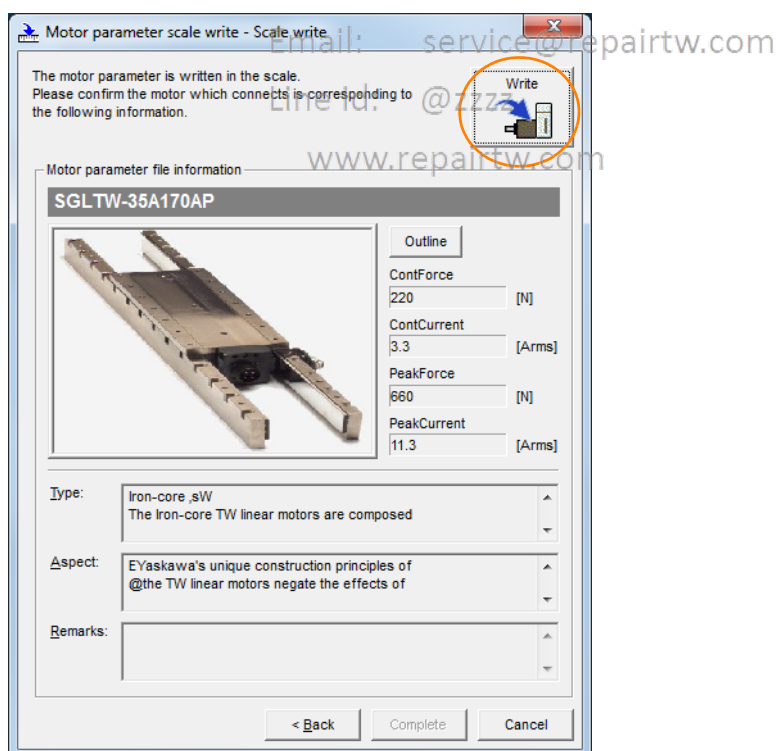 Motor parameter scale write - Scale write
Email: service@repairtw.com
The motor parameter is written in the scale.
Please confirm the motor which connects is corresponding to
the following information.
Write
Line Id: @zzzz
www.repairtw.com
Motor parameter file information
SGLTW-35A170AP
Outline
ContForce
220 [N]
ContCurrent
3.3 [Arms]
PeakForce
660 [N]
PeakCurrent
11.3 [Arms]
Type:
Iron-core ,sW
The Iron-core TW linear motors are composed
Aspect:
EYaskawa's unique construction principles of
@the TW linear motors negate the effects of
Remarks:
< Back Complete Cancel